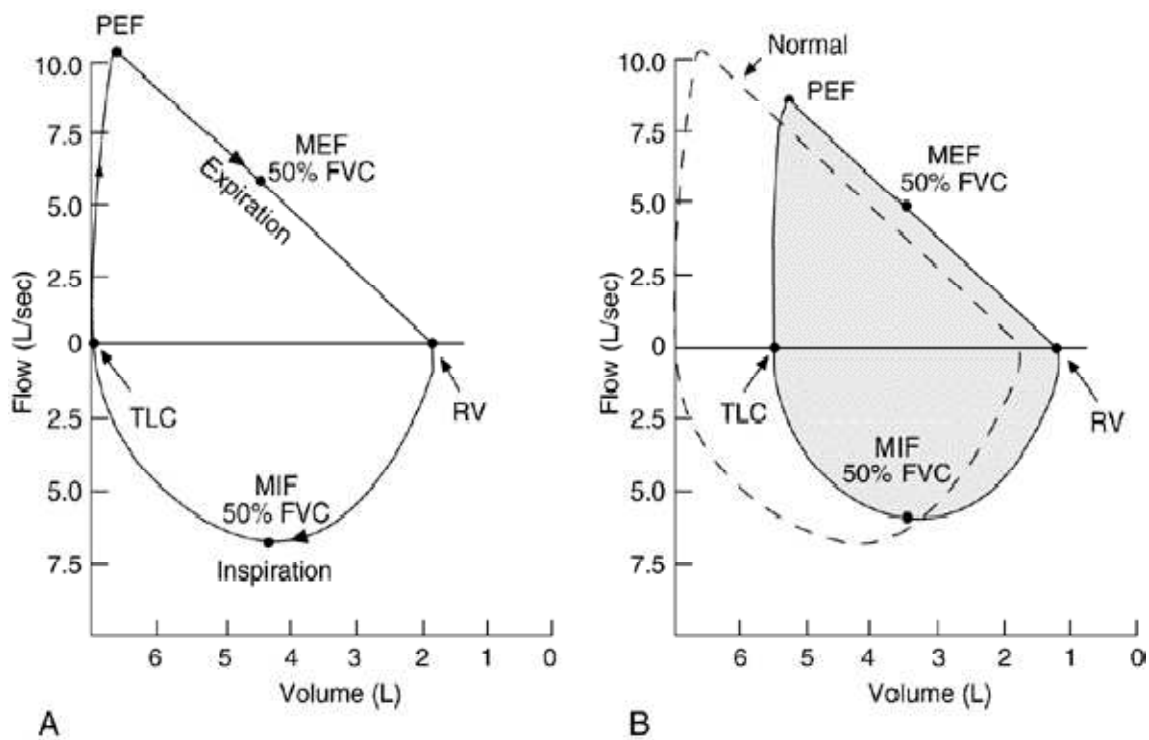 PEF
10.0
7.5
5.0
2.5
0
2.5
5.0
7.5
Flow (L/sec)
MEF
50% FVC
Expiration
TLC
RV
MIF
50% FVC
Inspiration
6 5 4 3 2 1 0
Volume (L)
A
Normal
PEF
10.0
7.5
5.0
2.5
0
2.5
5.0
7.5
Flow (L/sec)
MEF
50% FVC
TLC
RV
MIF
50% FVC
6 5 4 3 2 1 0
Volume (L)
B